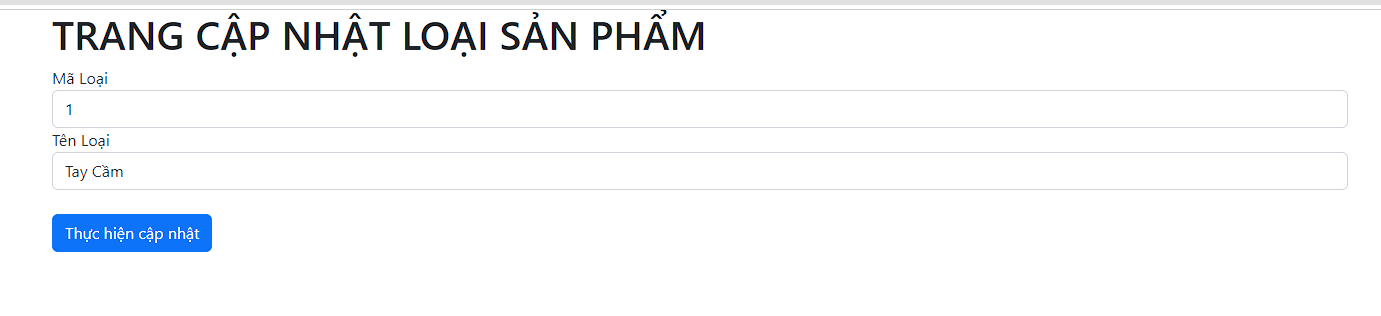 TRANG CẬP NHẬT LOẠI SẢN PHẨM
Mã Loại
1
Tên Loại
Tay Cầm
Thực hiện cập nhật